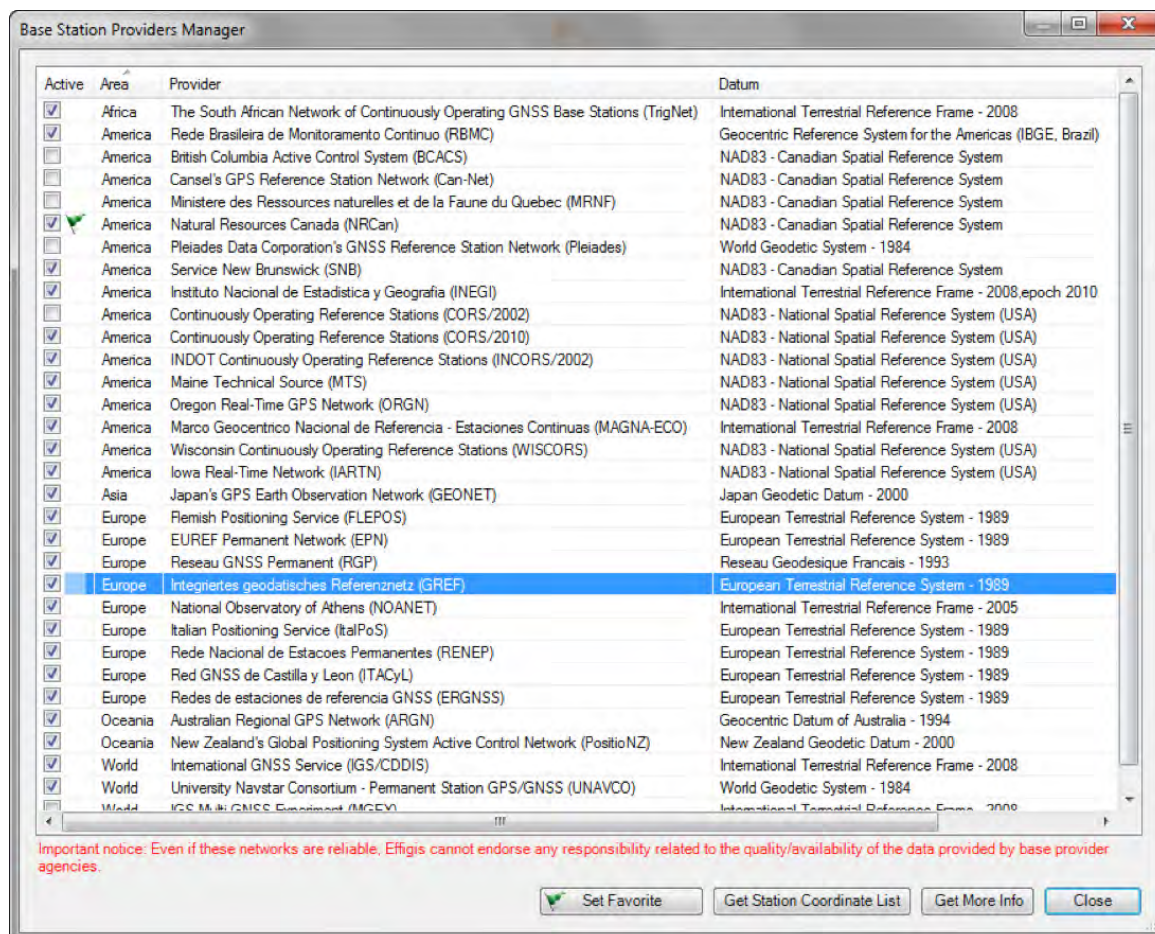 Base Station Providers Manager
Active Area Provider Datum
Africa The South African Network of Continuously Operating GNSS Base Stations (TrigNet) International Terrestrial Reference Frame - 2008
America Rede Brasileira de Monitoramento Continuo (RBMC) Geocentric Reference System for the Americas (IBGE, Brazil)
America British Columbia Active Control System (BCACS) NAD83 - Canadian Spatial Reference System
America Cansel's GPS Reference Station Network (Can-Net) NAD83 - Canadian Spatial Reference System
America Ministere des Ressources naturelles et de la Faune du Quebec (MRNF) NAD83 - Canadian Spatial Reference System
America Natural Resources Canada (NRCan) NAD83 - Canadian Spatial Reference System
America Pleiades Data Corporation's GNSS Reference Station Network (Pleiades) World Geodetic System - 1984
America Service New Brunswick (SNB) NAD83 - Canadian Spatial Reference System
America Instituto Nacional de Estadistica y Geografia (INEGI) International Terrestrial Reference Frame - 2008,epoch 2010
America Continuously Operating Reference Stations (CORS/2002) NAD83 - National Spatial Reference System (USA)
America Continuously Operating Reference Stations (CORS/2010) NAD83 - National Spatial Reference System (USA)
America INDOT Continuously Operating Reference Stations (INCORS/2002) NAD83 - National Spatial Reference System (USA)
America Maine Technical Source (MTS) NAD83 - National Spatial Reference System (USA)
America Oregon Real-Time GPS Network (ORGN) NAD83 - National Spatial Reference System (USA)
America Marco Geocentrico Nacional de Referencia - Estaciones Continuas (MAGNA-ECO) International Terrestrial Reference Frame - 2008
America Wisconsin Continuously Operating Reference Stations (WISCORS) NAD83 - National Spatial Reference System (USA)
America Iowa Real-Time Network (IARTN) NAD83 - National Spatial Reference System (USA)
Asia Japan's GPS Earth Observation Network (GEONET) Japan Geodetic Datum - 2000
Europe Flemish Positioning Service (FLEPOS) European Terrestrial Reference System - 1989
Europe EUREF Permanent Network (EPN) European Terrestrial Reference System - 1989
Europe Reseau GNSS Permanent (RGP) Reseau Geodesique Francais - 1993
Europe Integriertes geodatisches Referenznetz (GREF) European Terrestrial Reference System - 1989
Europe National Observatory of Athens (NOANET) International Terrestrial Reference Frame - 2005
Europe Italian Positioning Service (ItalPoS) European Terrestrial Reference System - 1989
Europe Rede Nacional de Estacoes Permanentes (RENEP) European Terrestrial Reference System - 1989
Europe Red GNSS de Castilla y Leon (ITACyL) European Terrestrial Reference System - 1989
Europe Redes de estaciones de referencia GNSS (ERGNSS) European Terrestrial Reference System - 1989
Oceania Australian Regional GPS Network (ARGN) Geocentric Datum of Australia - 1994
Oceania New Zealand's Global Positioning System Active Control Network (PositioNZ) New Zealand Geodetic Datum - 2000
World International GNSS Service (IGS/CDDIS) International Terrestrial Reference Frame - 2008
World University Navstar Consortium - Permanent Station GPS/GNSS (UNAVCO) World Geodetic System - 1984
World IGS Multi GNSS Experiment (MGEX) International Terrestrial Reference Frame - 2008
Important notice: Even if these networks are reliable, Effigis cannot endorse any responsibility related to the quality/availability of the data provided by base provider
agencies.
Set Favorite Get Station Coordinate List Get More Info Close